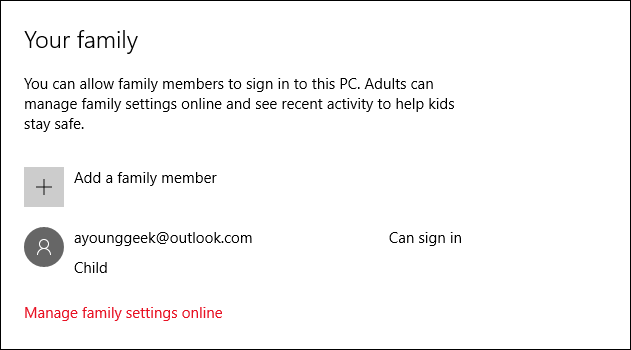 Your family
You can allow family members to sign in to this PC. Adults can
manage family settings online and see recent activity to help kids
stay safe.
Add a family member
ayounggeek@outlook.com Can sign in
Child
Manage family settings online